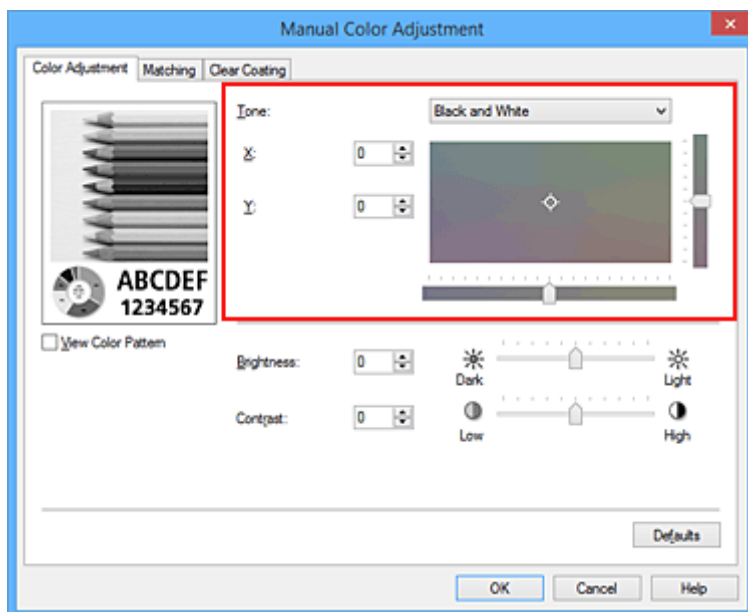 Manual Color Adjustment
Color Adjustment Matching Clear Coating
Tone: Black and White
X: 0
Y: 0
ABCDEF
1234567
View Color Pattern
Brightness: 0 Dark Light
Contrast: 0 Low High
Defaults
OK Cancel Help